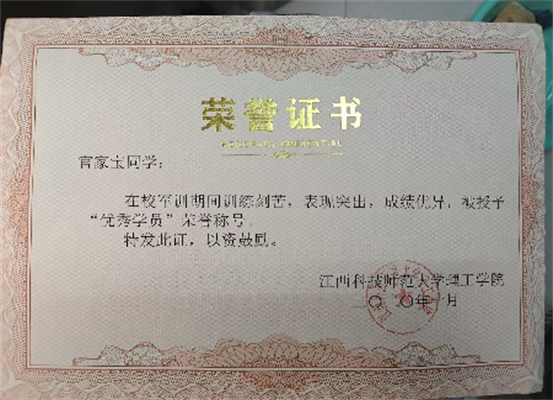 荣誉证书
HONORARY CREDENTIAL
官家宝同学：
在校军训期间训练刻苦，表现突出，成绩优异，被授予
“优秀学员”荣誉称号。
特发此证，以资鼓励。
江西科技师范大学理工学院